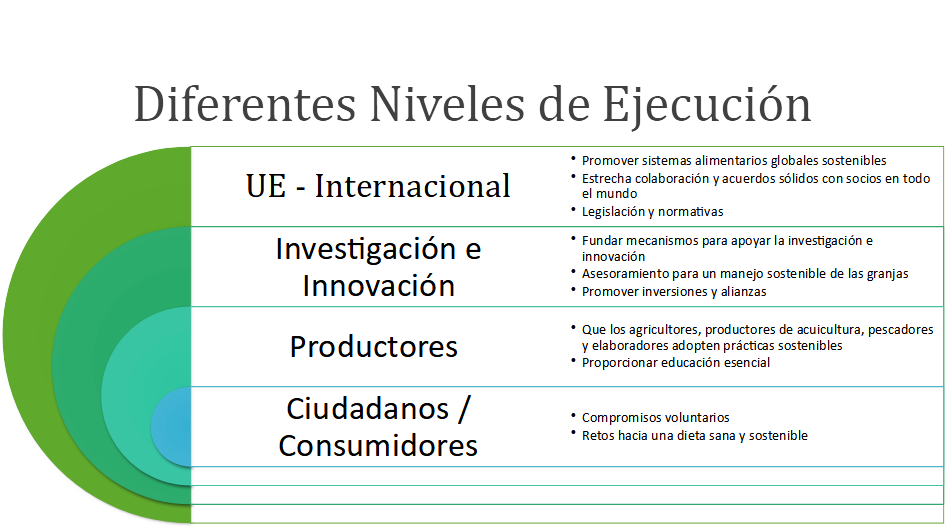 Diferentes Niveles de Ejecución
UE - Internacional
• Promover sistemas alimentarios globales sostenibles
• Estrecha colaboración y acuerdos sólidos con socios en todo
el mundo
• Legislación y normativas
Investigación e
Innovación
• Fundar mecanismos para apoyar la investigación e
innovación
• Asesoramiento para un manejo sostenible de las granjas
• Promover inversiones y alianzas
Productores
• Que los agricultores, productores de acuicultura, pescadores
y elaboradores adopten prácticas sostenibles
• Proporcionar educación esencial
Ciudadanos /
Consumidores
• Compromisos voluntarios
• Retos hacia una dieta sana y sostenible